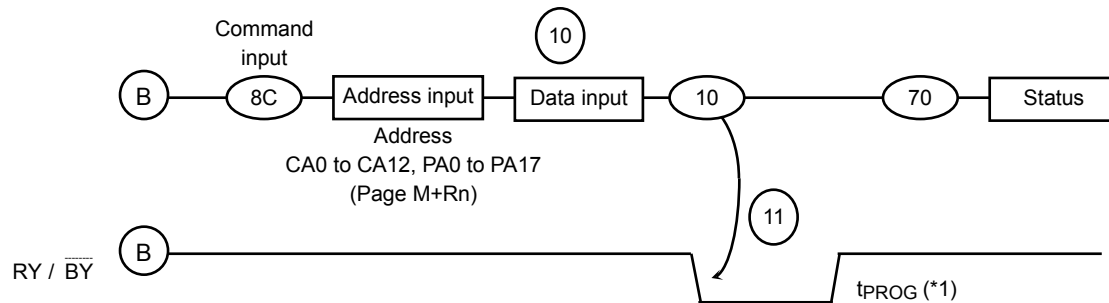 10
Command
input
B 8C Address input Data input 10 70 Status
Address
CA0 to CA12, PA0 to PA17
(Page M+Rn)
11
B
RY / BY
tPROG (*1)